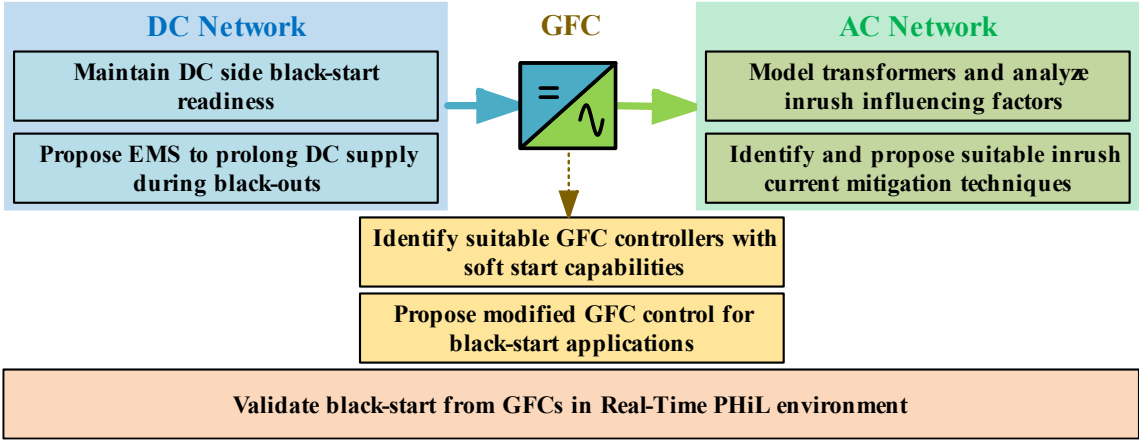 DC Network
GFC
AC Network
Maintain DC side black-start
readiness
Propose EMS to prolong DC supply
during black-outs
Model transformers and analyze
inrush influencing factors
Identify and propose suitable inrush
current mitigation techniques
Identify suitable GFC controllers with
soft start capabilities
Propose modified GFC control for
black-start applications
Validate black-start from GFCs in Real-Time PHiL environment